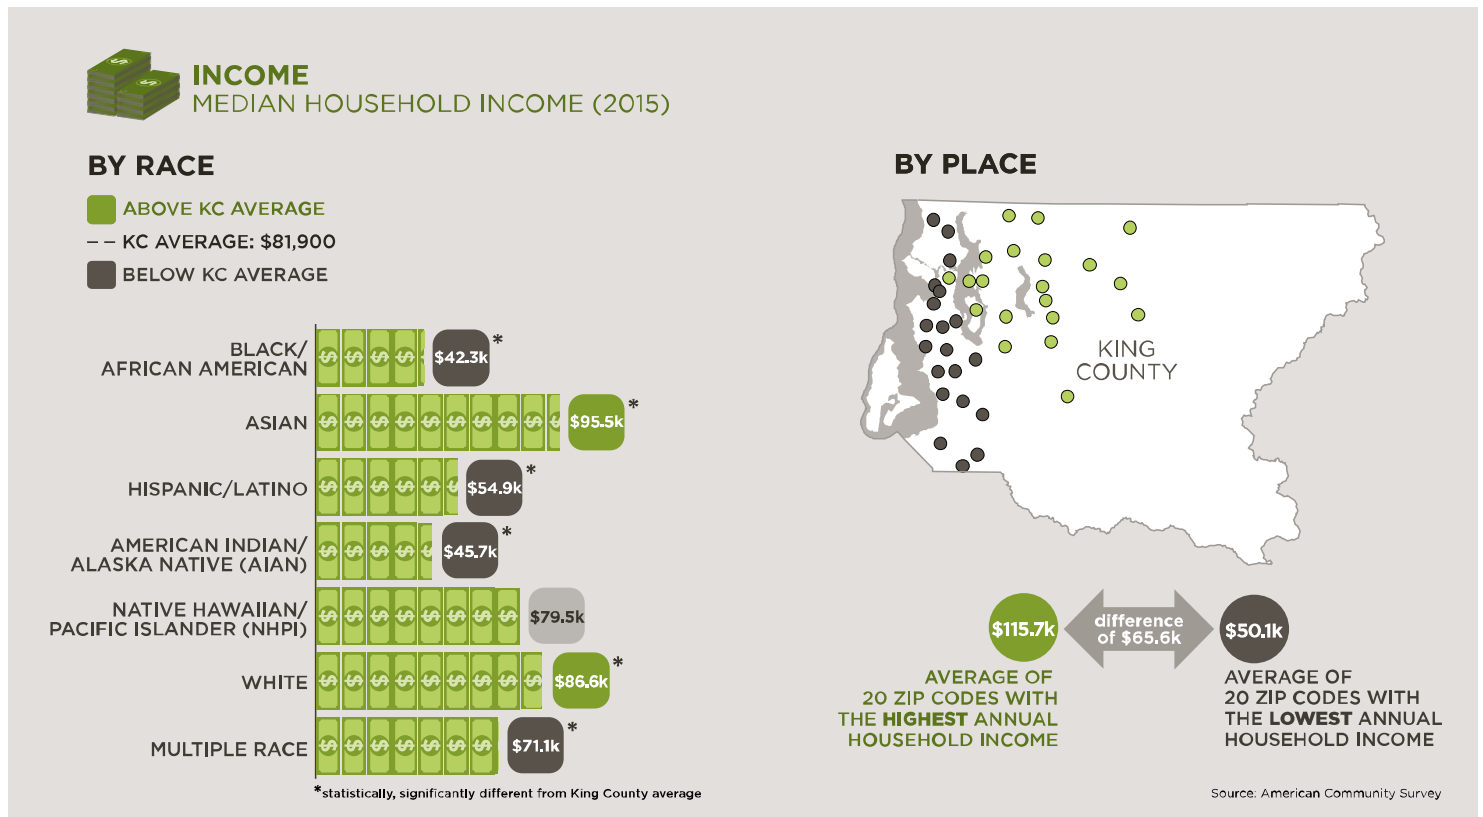 INCOME
MEDIAN HOUSEHOLD INCOME (2015)
BY RACE
ABOVE KC AVERAGE
KC AVERAGE: $81,900
BELOW KC AVERAGE
BLACK/
AFRICAN AMERICAN
$42.3k*
ASIAN
$95.5k*
HISPANIC/LATINO
$54.9k*
AMERICAN INDIAN/
ALASKA NATIVE (AIAN)
$45.7k*
NATIVE HAWAIIAN/
PACIFIC ISLANDER (NHPI)
$79.5k
WHITE
$86.6k*
MULTIPLE RACE
$71.1k*
*statistically, significantly different from King County average
BY PLACE
KING
COUNTY
$115.7k
difference
of $65.6k
$50.1k
AVERAGE OF
20 ZIP CODES WITH
THE HIGHEST ANNUAL
HOUSEHOLD INCOME
AVERAGE OF
20 ZIP CODES WITH
THE LOWEST ANNUAL
HOUSEHOLD INCOME
Source: American Community Survey